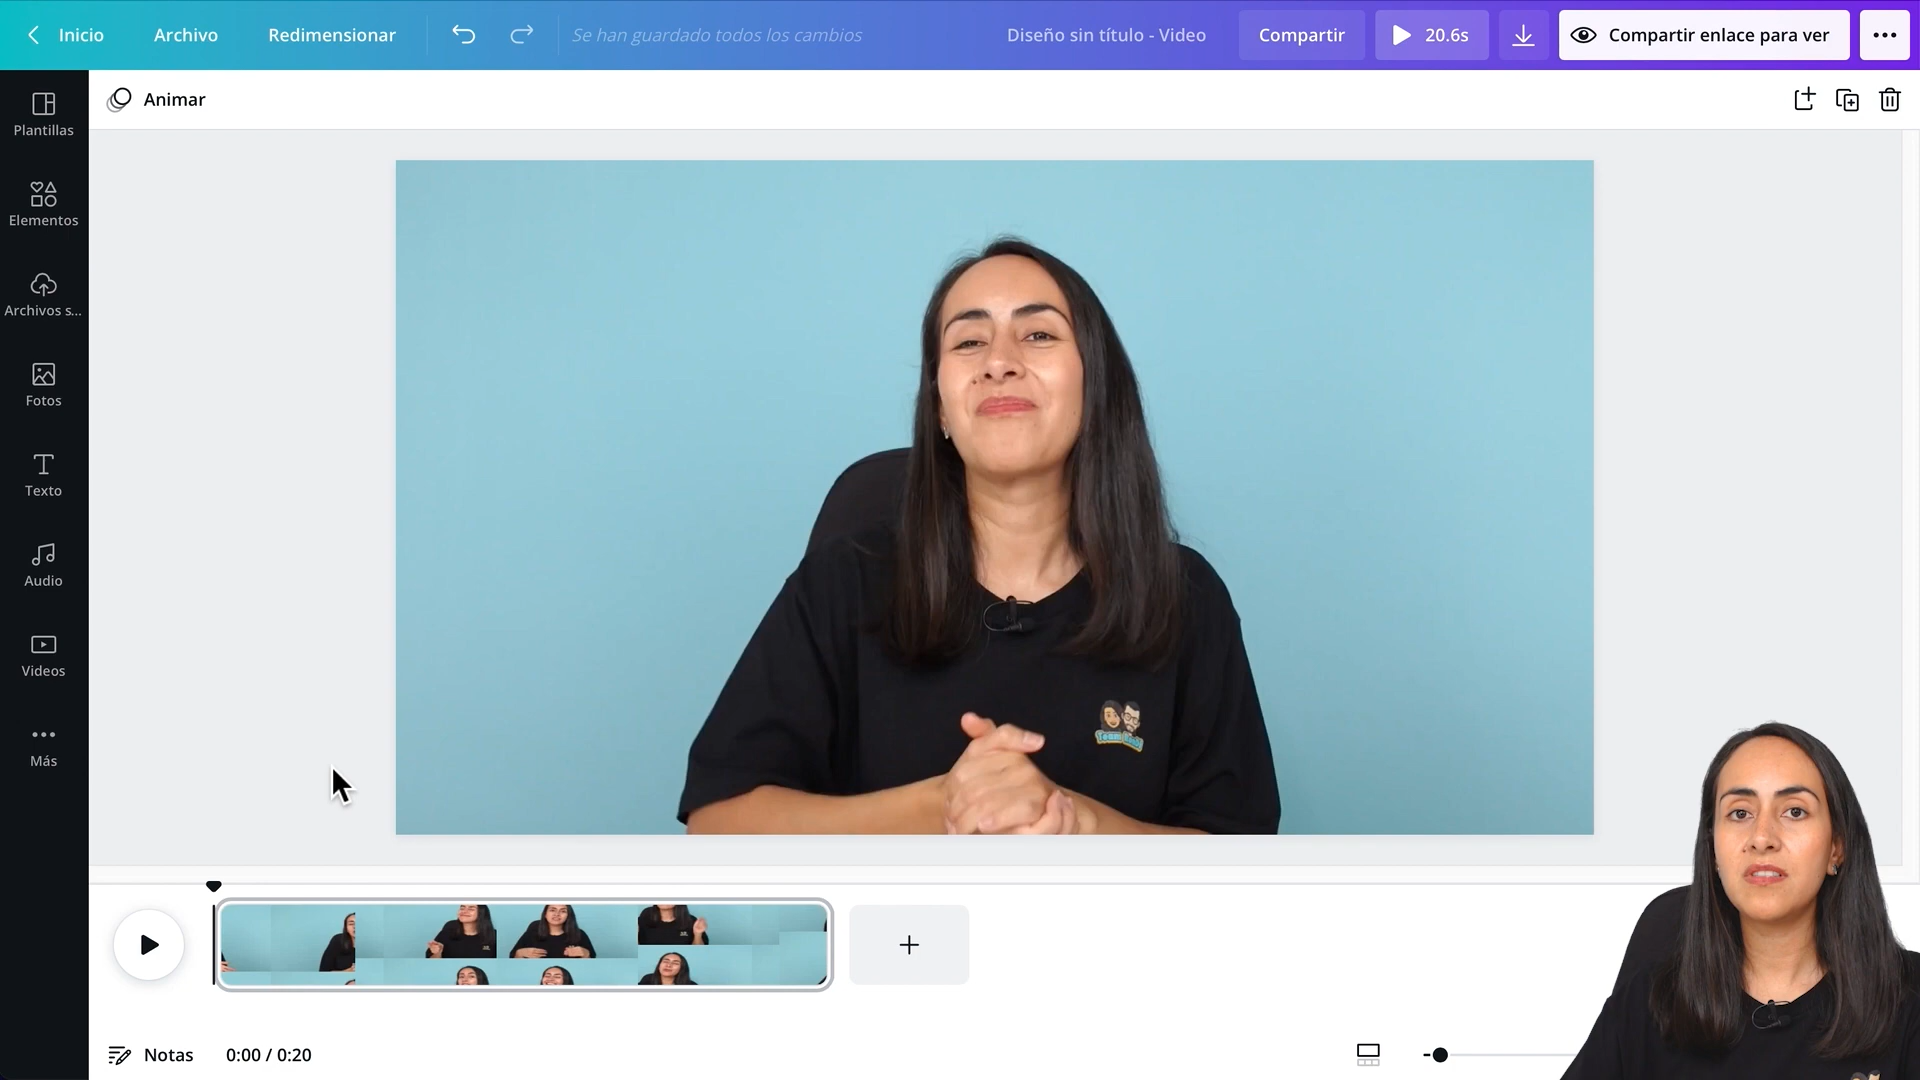 Inicio
Archivo
Redimensionar
Se han guardado todos los cambios
Diseño sin título - Video
Compartir
20.6s
Compartir enlace para ver
Plantillas
Animar
Elementos
Archivos s...
Fotos
Texto
Audio
Videos
Más
Notas
0:00 / 0:20